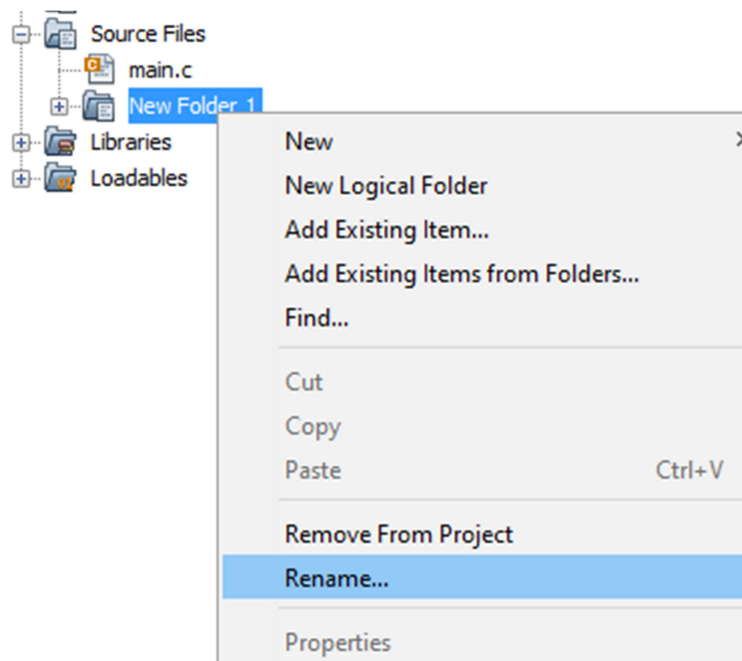 Source Files
main.c
New Folder 1
Libraries
Loadables
New
New Logical Folder
Add Existing Item...
Add Existing Items from Folders...
Find...
Cut
Copy
Paste Ctrl+V
Remove From Project
Rename...
Properties